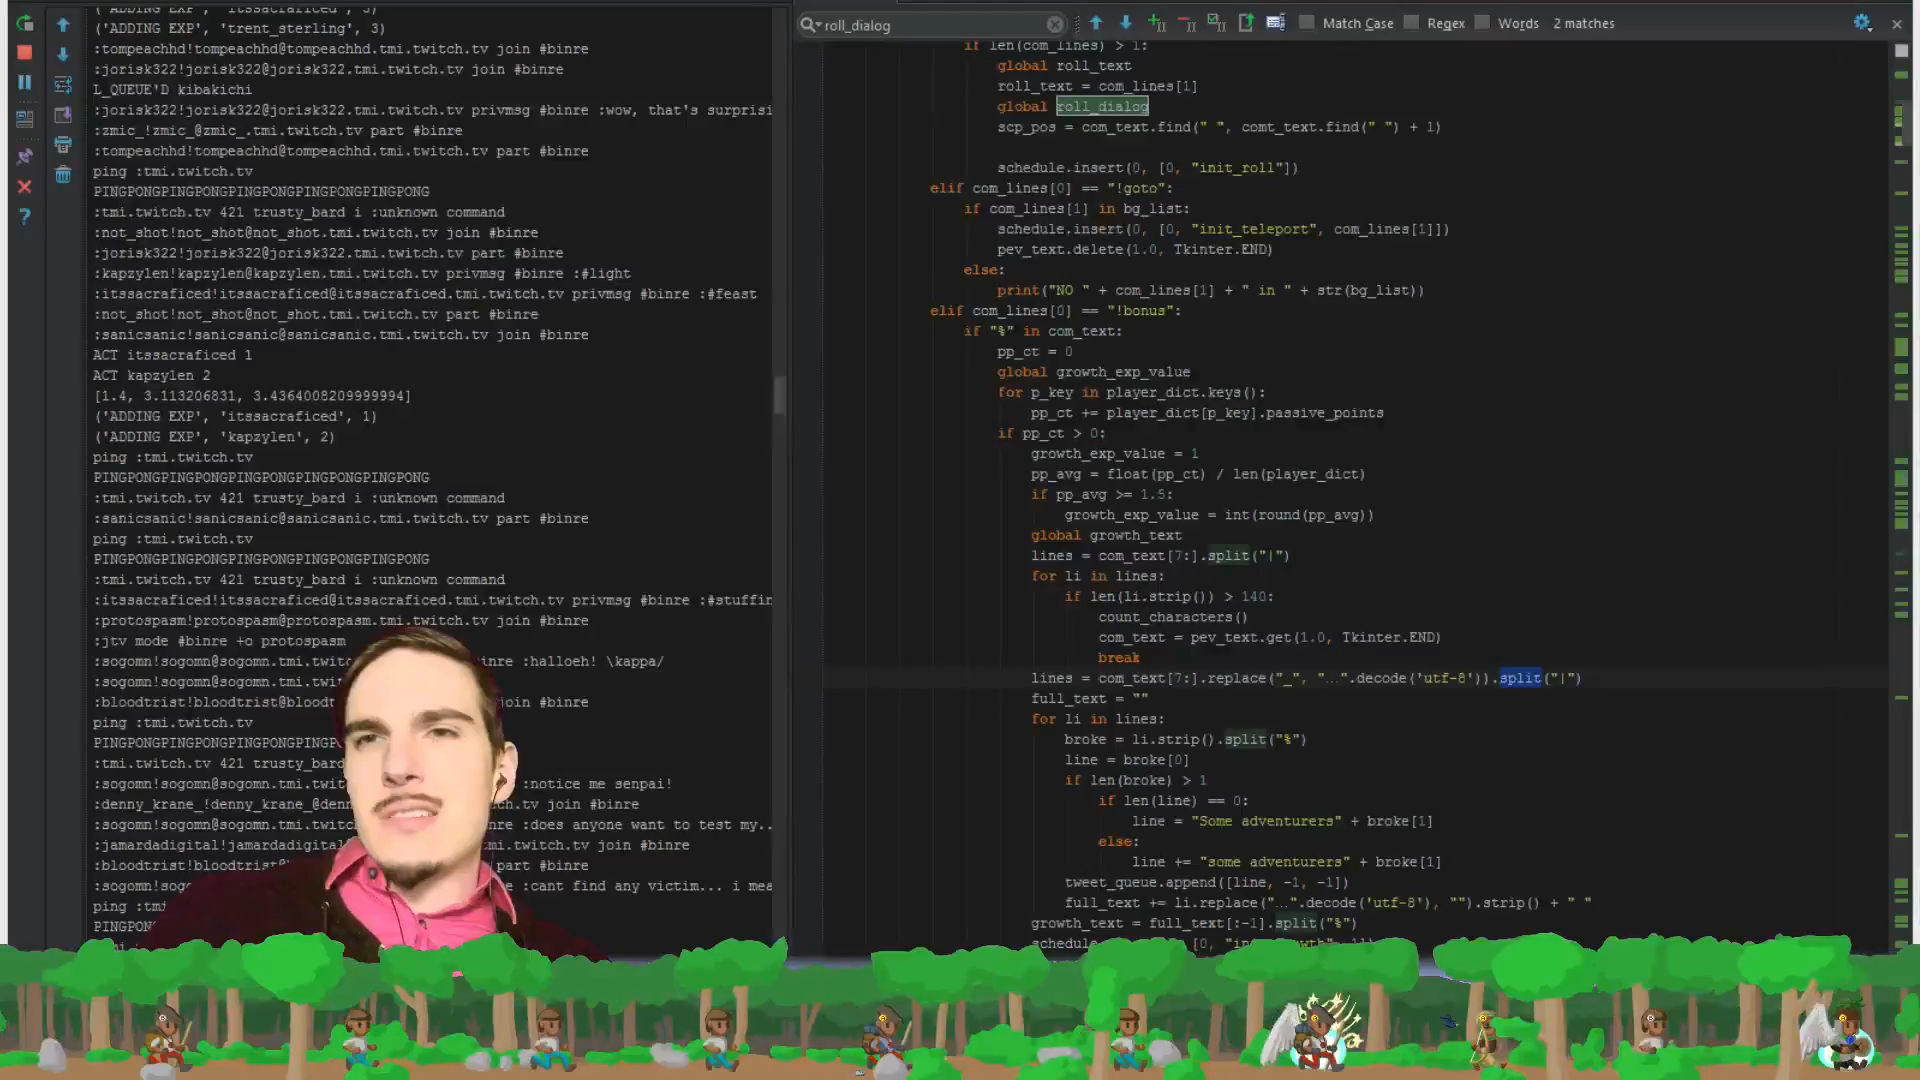 ('ADDING EXP', 'itssacraficed', 3)
('ADDING EXP', 'trent_sterling', 3)
:tompeachhd!tompeachhd@tompeachhd.tmi.twitch.tv join #binre
:jorisk322!jorisk322@jorisk322.tmi.twitch.tv join #binre
L_QUEUE'D kibakichi
:jorisk322!jorisk322@jorisk322.tmi.twitch.tv privmsg #binre :wow, that's surprisi
:zmic_!zmic_@zmic_.tmi.twitch.tv part #binre
:tompeachhd!tompeachhd@tompeachhd.tmi.twitch.tv part #binre
ping :tmi.twitch.tv
PINGPONGPINGPONGPINGPONGPINGPONGPINGPONG
:tmi.twitch.tv 421 trusty_bard i :unknown command
:not_shot!not_shot@not_shot.tmi.twitch.tv join #binre
:jorisk322!jorisk322@jorisk322.tmi.twitch.tv part #binre
:kapzylen!kapzylen@kapzylen.tmi.twitch.tv privmsg #binre :#light
:itssacraficed!itssacraficed@itssacraficed.tmi.twitch.tv privmsg #binre :#feast
:not_shot!not_shot@not_shot.tmi.twitch.tv part #binre
:sanicsanic!sanicsanic@sanicsanic.tmi.twitch.tv join #binre
ACT itssacraficed 1
ACT kapzylen 2
[1.4, 3.113206831, 3.4364008209999994]
('ADDING EXP', 'itssacraficed', 1)
('ADDING EXP', 'kapzylen', 2)
ping :tmi.twitch.tv
PINGPONGPINGPONGPINGPONGPINGPONGPINGPONG
:tmi.twitch.tv 421 trusty_bard i :unknown command
:sanicsanic!sanicsanic@sanicsanic.tmi.twitch.tv part #binre
ping :tmi.twitch.tv
PINGPONGPINGPONGPINGPONGPINGPONGPINGPONG
:tmi.twitch.tv 421 trusty_bard i :unknown command
:itssacraficed!itssacraficed@itssacraficed.tmi.twitch.tv privmsg #binre :#stuffin
:protospasm!protospasm@protospasm.tmi.twitch.tv join #binre
:jtv mode #binre +o protospasm
:sogomn!sogomn@sogomn.tmi.twitc inre :halloeh! \kappa/
:sogomn!sogomn@sogomn.tmi.twit
:bloodtrist!bloodtrist@b in #binre
ping :tmi.twitch.tv
PINGPONGPINGPONGPINGPONGP
:tmi.twitch.tv 421 trusty_bard
:sogomn!sogomn@sogomn.tmi.twit :notice me senpai!
:denny_krane_!denny_krane_@denn ch.tv join #binre
:sogomn!sogomn@sogomn.tmi.twitc nre :does anyone want to test my..
:jamardadigital!jamardadigital tv join #binre
:bloodtrist!bloodtrist@b part #binre
:sogomn!sogo :cant find any victim... i mea
ping :tmi
PINGPONG
roll_dialog
Match Case
Regex
Words
2 matches
if len(com_lines) > 1:
global roll_text
roll_text = com_lines[1]
global roll_dialog
scp_pos = com_text.find(" ", comt_text.find(" ") + 1)
schedule.insert(0, [0, "init_roll"])
elif com_lines[0] == "!goto":
if com_lines[1] in bg_list:
schedule.insert(0, [0, "init_teleport", com_lines[1]])
pev_text.delete(1.0, Tkinter.END)
else:
print("NO " + com_lines[1] + " in " + str(bg_list))
elif com_lines[0] == "!bonus":
if "%" in com_text:
pp_ct = 0
global growth_exp_value
for p_key in player_dict.keys():
pp_ct += player_dict[p_key].passive_points
if pp_ct > 0:
growth_exp_value = 1
pp_avg = float(pp_ct) / len(player_dict)
if pp_avg >= 1.5:
growth_exp_value = int(round(pp_avg))
global growth_text
lines = com_text[7:].split("|")
for li in lines:
if len(li.strip()) > 140:
count_characters()
com_text = pev_text.get(1.0, Tkinter.END)
break
lines = com_text[7:].replace("_", "…".decode('utf-8')).split("|")
full_text = ""
for li in lines:
broke = li.strip().split("%")
line = broke[0]
if len(broke) > 1
if len(line) == 0:
line = "Some adventurers" + broke[1]
else:
line += "some adventurers" + broke[1]
tweet_queue.append([line, -1, -1])
full_text += li.replace("…".decode('utf-8'), "").strip() + " "
growth_text = full_text[:-1].split("%")